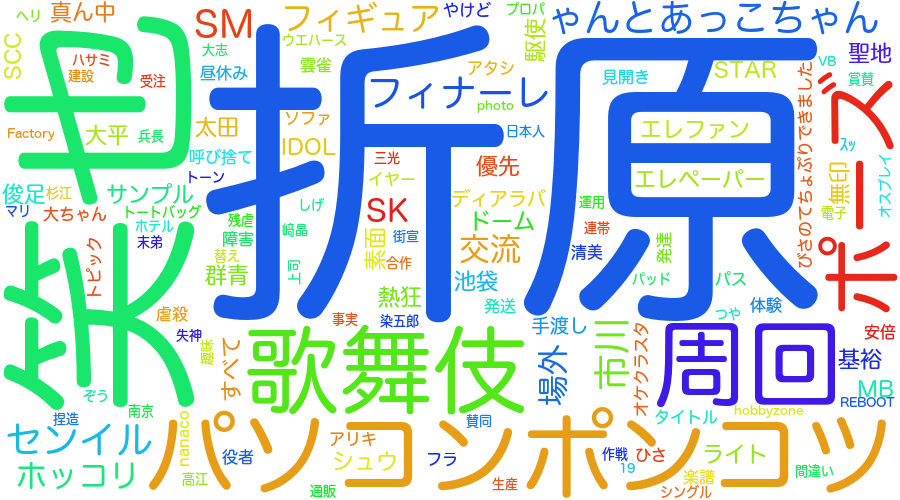 ヘリ
真ん中
SM
フィギュア
やけど
プロパ
ゃんとあっこちゃん
SCC
大志
ウエハース
駆使
也
ハサミ
建設
受注
昼休み
雲雀
折原
フィナーレ
アタシ
見開き
STAR
VB
聖地
賞賛
ポーズ
photo
Factory
大平
兵長
太田
ソファ
IDOL
日本人
エレファン
びさのてちょぷりできました
スッ
呼び捨て
三光
優先
俊足
杉江
サンプル
トーン
イヤー
エレペーパー
無印
オスプレイ
マリ
大ちゃん
トートバッグ
残虐
しげ
SK
ディアラバ
運用
電子
ホテル
末弟
障害
替え
崎晶
素面
街宣
ドーム
連帯
トピック
群青
上同
合作
交流
清美
発達
笑
熱狂
池袋
パッド
パス
虐殺
失神
事実
染五郎
発送
手渡し
つや
体験
安倍
趣味
すべて
歌舞伎
場外
市川
オケクラスタ
周回
基裕
ぞう
南京
MB
REBOOT
捏造
nanaco
パソコンポンコツ
賛同
タイトル
hobbyzone
センイル
役者
アリキ
シュウ
フラ
作戦
ひさ
ライト
ホッコリ
高江
通販
生産
19
楽譜
シングル
間違い